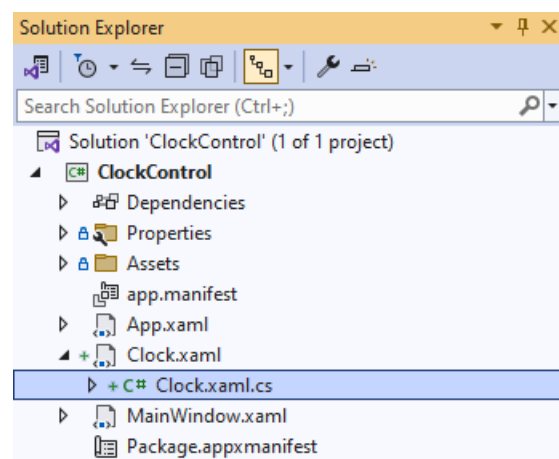 Solution Explorer
Search Solution Explorer (Ctrl+;)
Solution 'ClockControl' (1 of 1 project)
C# ClockControl
Dependencies
Properties
Assets
app.manifest
App.xaml
+ Clock.xaml
+ C# Clock.xaml.cs
MainWindow.xaml
Package.appxmanifest